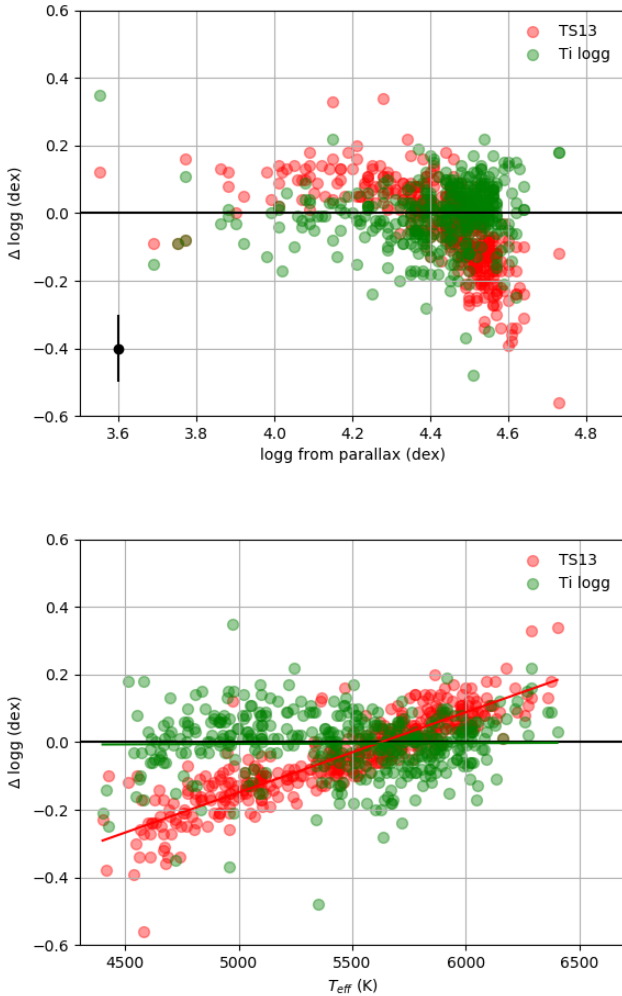 0.6
0.4
0.2
0.0
−0.2
−0.4
−0.6
Δ logg (dex)
TS13
Ti logg
3.6 3.8 4.0 4.2 4.4 4.6 4.8
logg from parallax (dex)
0.6
0.4
0.2
0.0
−0.2
−0.4
−0.6
Δ logg (dex)
TS13
Ti logg
4500 5000 5500 6000 6500
T_eff (K)